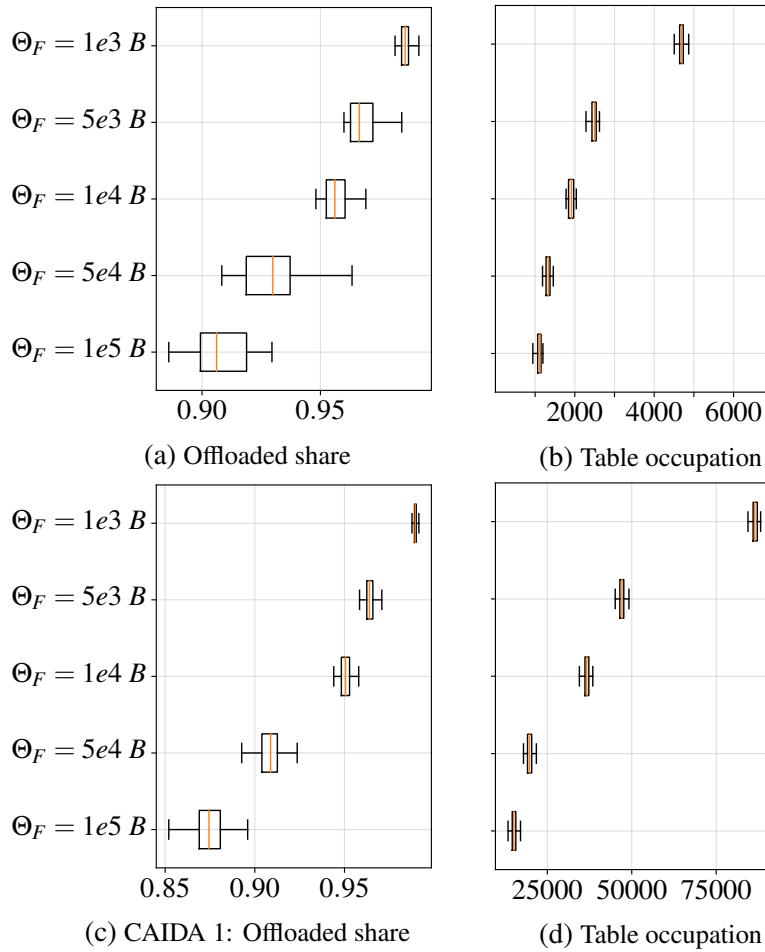 Θ_F = 1e3 B
Θ_F = 5e3 B
Θ_F = 1e4 B
Θ_F = 5e4 B
Θ_F = 1e5 B
0.90 0.95
2000 4000 6000
(a) Offloaded share
(b) Table occupation
Θ_F = 1e3 B
Θ_F = 5e3 B
Θ_F = 1e4 B
Θ_F = 5e4 B
Θ_F = 1e5 B
0.85 0.90 0.95
25000 50000 75000
(c) CAIDA 1: Offloaded share
(d) Table occupation